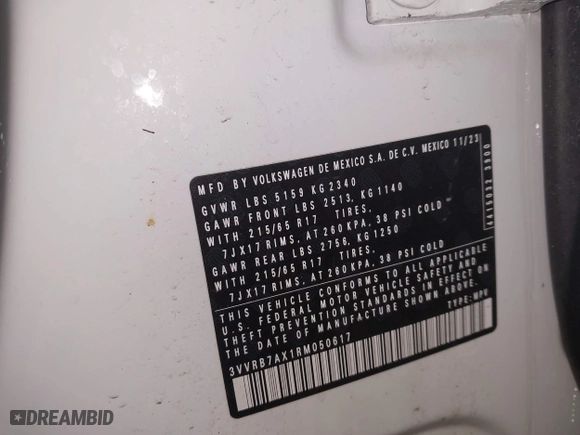 MFD BY VOLKSWAGEN DE MEXICO S.A. DE C.V. MEXICO 11/23
GVWR LBS 5159 KG 2340
GAWR FRONT LBS 2513, KG 1140
WITH 215/65 R17 TIRES,
7JX17 RIMS, AT 260 KPA, 38 PSI COLD
GAWR REAR LBS 2756, KG 1250
WITH 215/65 R17 TIRES,
7JX17 RIMS, AT 260 KPA, 38 PSI COLD
THIS VEHICLE CONFORMS TO ALL APPLICABLE
U.S. FEDERAL MOTOR VEHICLE SAFETY AND
THEFT PREVENTION STANDARDS IN EFFECT ON
THE DATE OF MANUFACTURE SHOWN ABOVE.
TYPE: MPV
3VVRB7AX1RM050617
DREAMBID